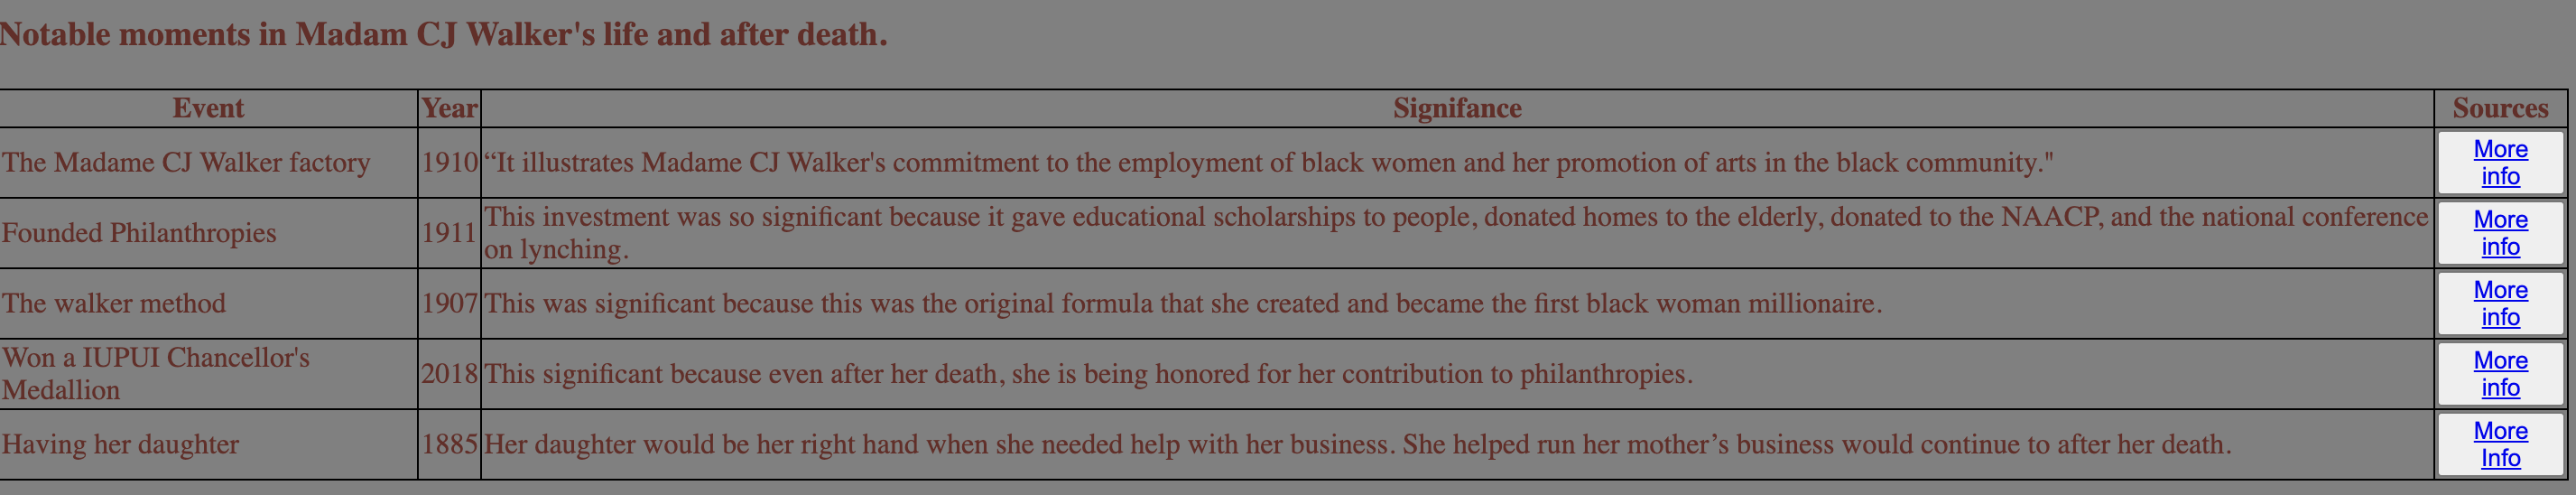 Notable moments in Madam CJ Walker's life and after death.
Event Year Signifance Sources
The Madame CJ Walker factory 1910 “It illustrates Madame CJ Walker's commitment to the employment of black women and her promotion of arts in the black community." More
info
Founded Philanthropies 1911 This investment was so significant because it gave educational scholarships to people, donated homes to the elderly, donated to the NAACP, and the national conference
on lynching.
More
info
The walker method 1907 This was significant because this was the original formula that she created and became the first black woman millionaire. More
info
Won a IUPUI Chancellor's
Medallion
2018 This significant because even after her death, she is being honored for her contribution to philanthropies. More
info
Having her daughter 1885 Her daughter would be her right hand when she needed help with her business. She helped run her mother’s business would continue to after her death. More
Info